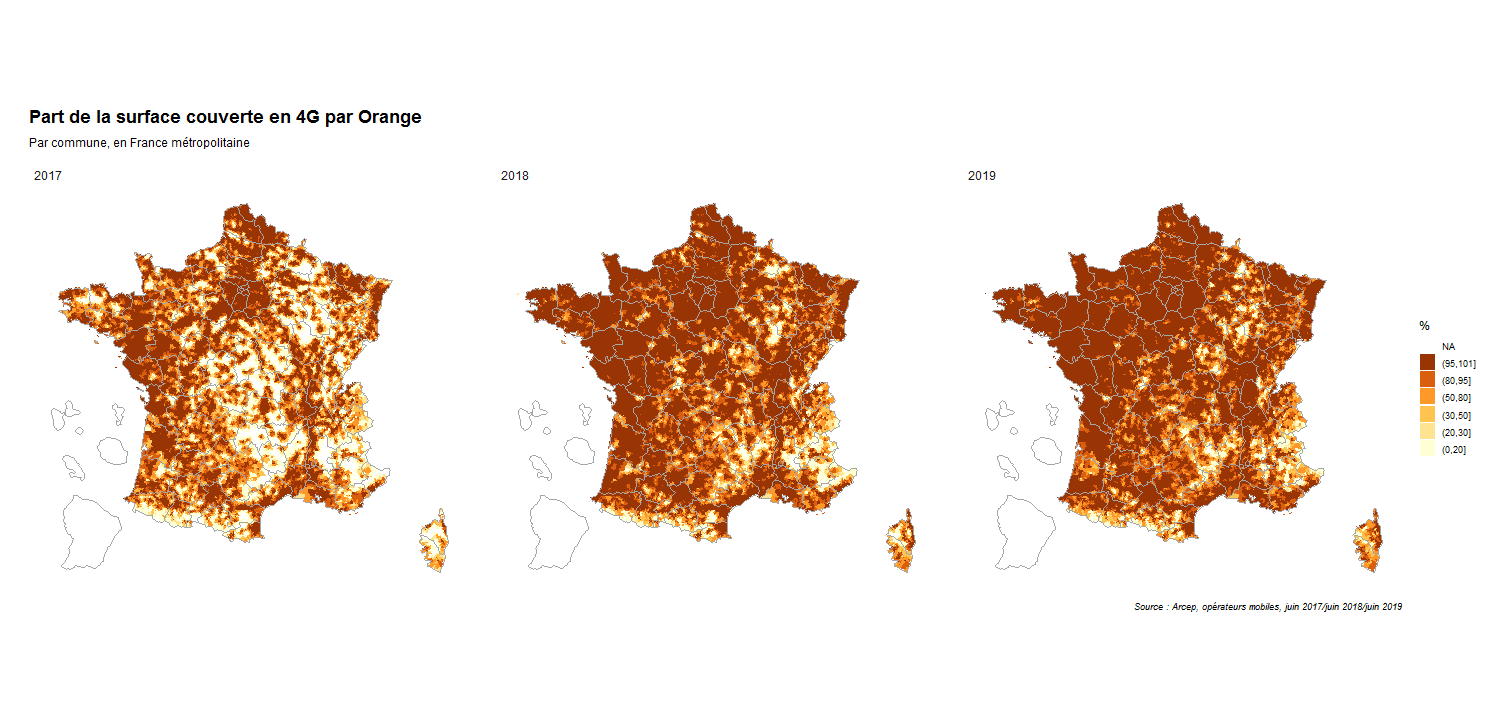 Part de la surface couverte en 4G par Orange
Par commune, en France métropolitaine
2017
2018
2019
%
NA
(95,101]
(80,95]
(50,80]
(30,50]
(20,30]
(0,20]
Source : Arcep, opérateurs mobiles, juin 2017/juin 2018/juin 2019